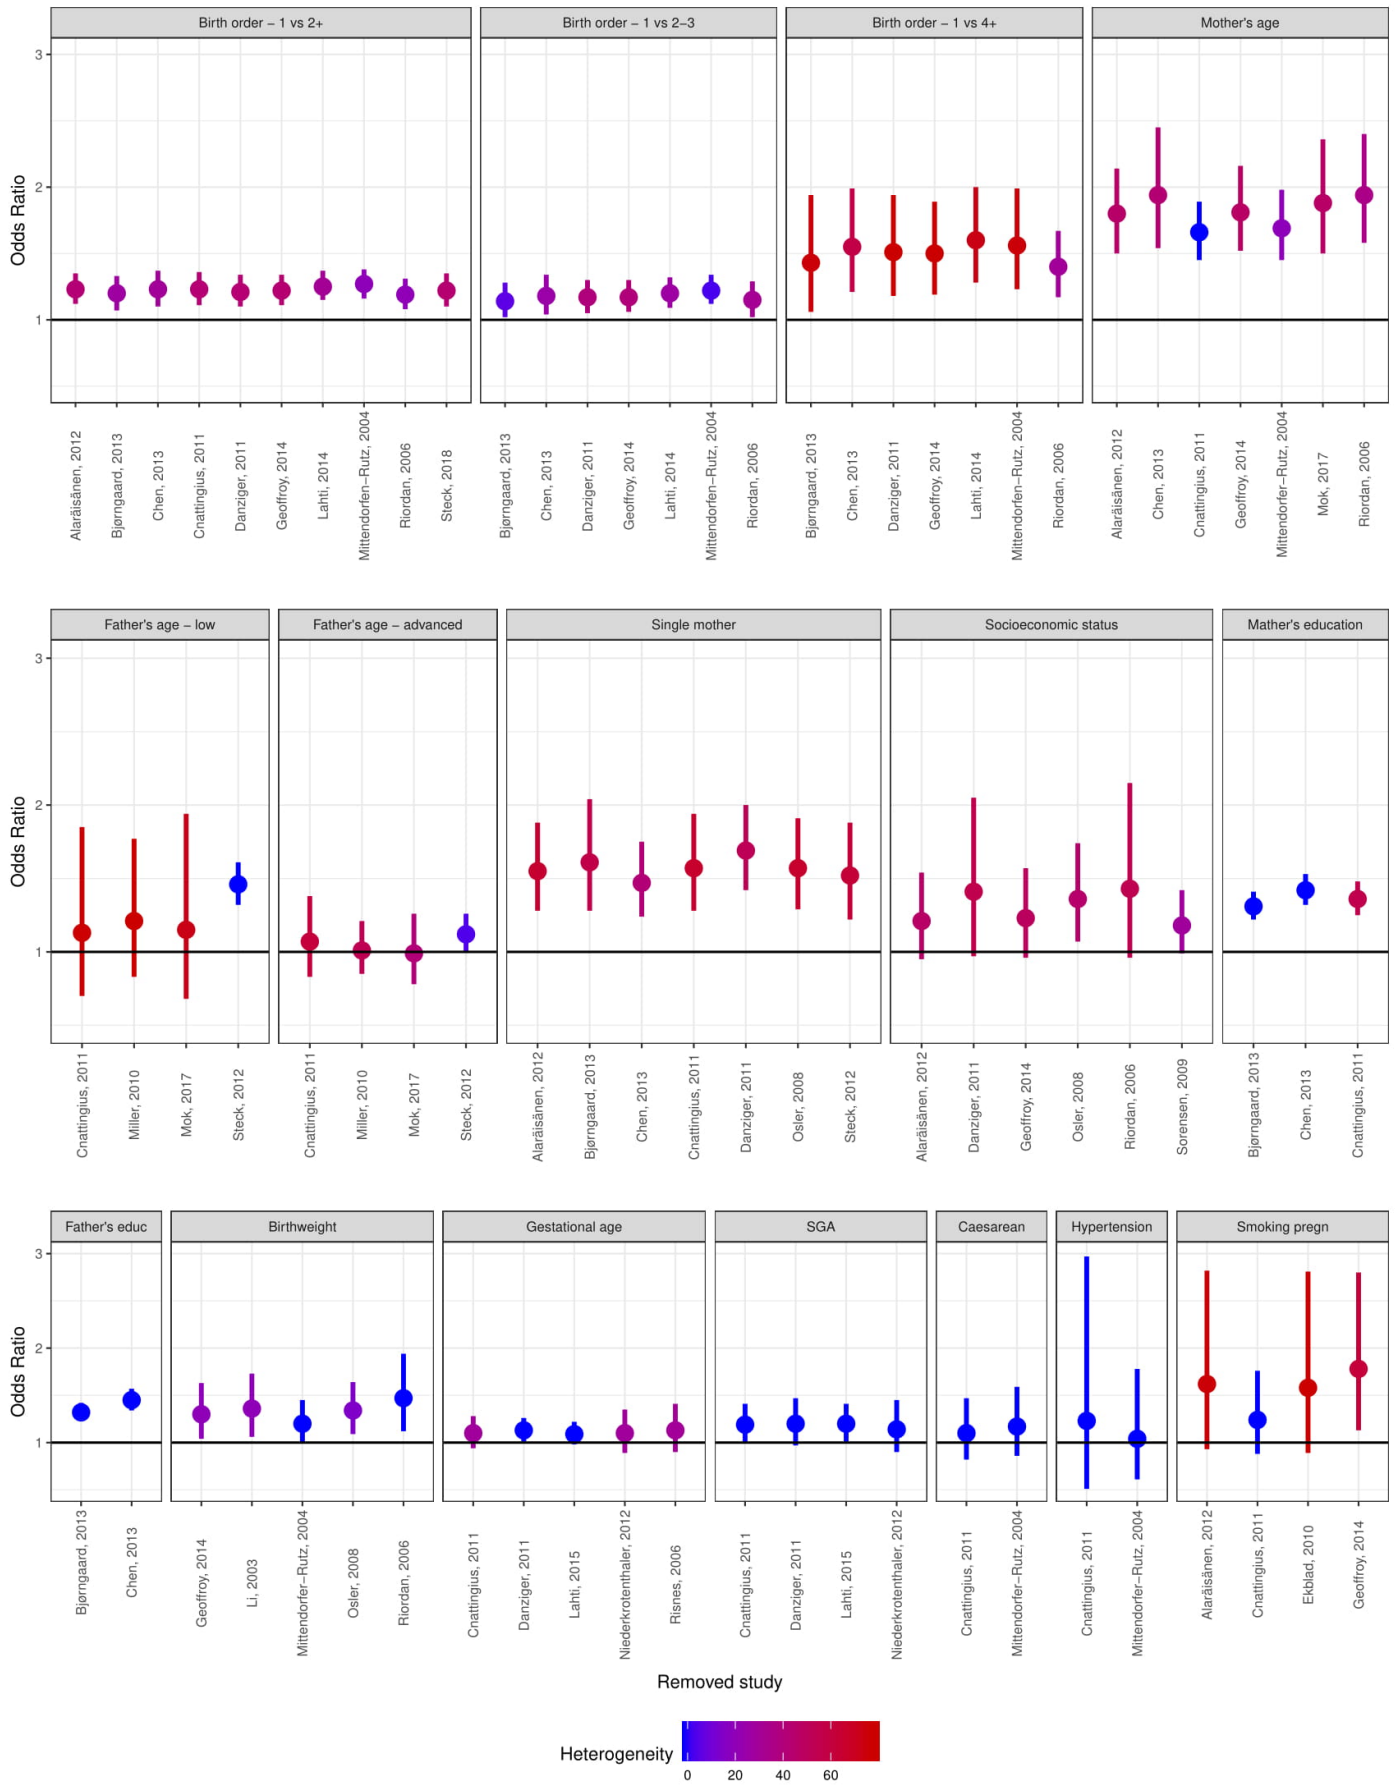 Birth order − 1 vs 2+
Birth order − 1 vs 2−3
Birth order − 1 vs 4+
Mother's age
3
2
1
Odds Ratio
Alaräisänen, 2012
Bjørngaard, 2013
Chen, 2013
Cnattingius, 2011
Danziger, 2011
Geoffroy, 2014
Lahti, 2014
Mittendorfen−Rutz, 2004
Riordan, 2006
Steck, 2018
Bjørngaard, 2013
Chen, 2013
Danziger, 2011
Geoffroy, 2014
Lahti, 2014
Mittendorfer−Rutz, 2004
Riordan, 2006
Bjørngaard, 2013
Chen, 2013
Danziger, 2011
Geoffroy, 2014
Lahti, 2014
Mittendorfer−Rutz, 2004
Riordan, 2006
Alaräisänen, 2012
Chen, 2013
Cnattingius, 2011
Geoffroy, 2014
Mittendorfer−Rutz, 2004
Mok, 2017
Riordan, 2006
Father's age − low
Father's age − advanced
Single mother
Socioeconomic status
Mather's education
3
2
1
Odds Ratio
Cnattingius, 2011
Miller, 2010
Mok, 2017
Steck, 2012
Cnattingius, 2011
Miller, 2010
Mok, 2017
Steck, 2012
Alaräisänen, 2012
Bjørngaard, 2013
Chen, 2013
Cnattingius, 2011
Danziger, 2011
Osler, 2008
Steck, 2012
Alaräisänen, 2012
Danziger, 2011
Geoffroy, 2014
Osler, 2008
Riordan, 2006
Sorensen, 2009
Bjørngaard, 2013
Chen, 2013
Cnattingius, 2011
Father's educ
Birthweight
Gestational age
SGA
Caesarean
Hypertension
Smoking pregn
3
2
1
Odds Ratio
Bjørngaard, 2013
Chen, 2013
Geoffroy, 2014
Li, 2003
Mittendorfer−Rutz, 2004
Osler, 2008
Riordan, 2006
Cnattingius, 2011
Danziger, 2011
Lahti, 2015
Niederkrotenthaler, 2012
Risnes, 2006
Cnattingius, 2011
Danziger, 2011
Lahti, 2015
Niederkrotenthaler, 2012
Cnattingius, 2011
Mittendorfer−Rutz, 2004
Cnattingius, 2011
Mittendorfer−Rutz, 2004
Alaräisänen, 2012
Cnattingius, 2011
Ekblad, 2010
Geoffroy, 2014
Removed study
Heterogeneity
0 20 40 60